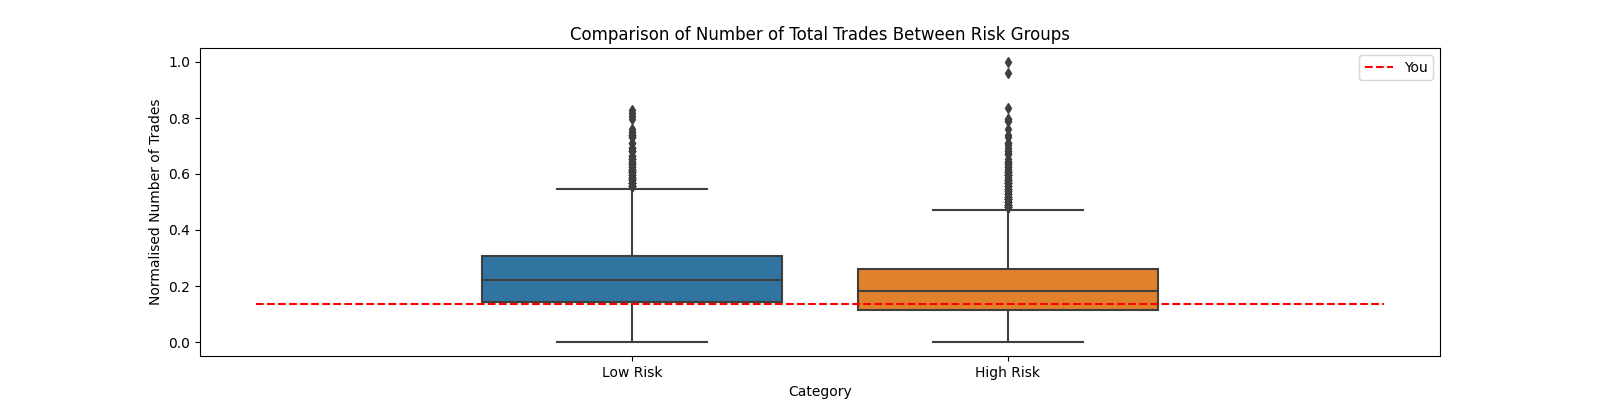 Comparison of Number of Total Trades Between Risk Groups
You
Normalised Number of Trades
1.0
0.8
0.6
0.4
0.2
0.0
Low Risk
High Risk
Category